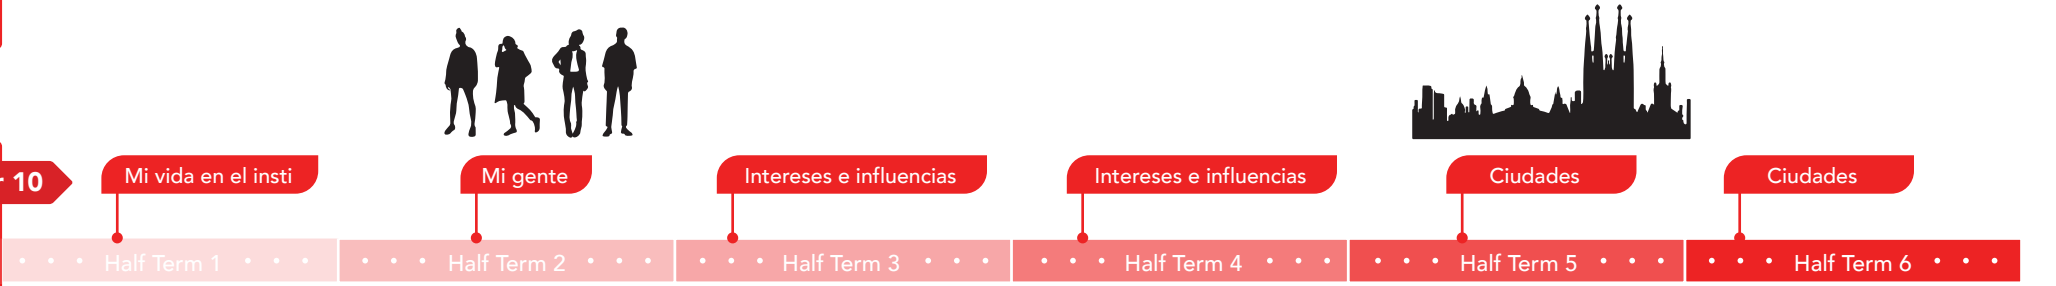 10
Mi vida en el insti
Mi gente
Intereses e influencias
Intereses e influencias
Ciudades
Ciudades
Half Term 1
Half Term 2
Half Term 3
Half Term 4
Half Term 5
Half Term 6